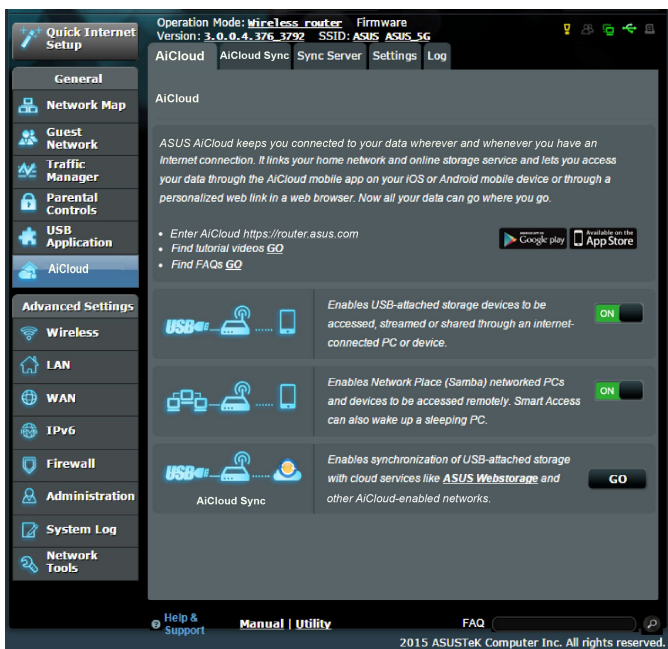 Quick Internet
Setup
General
Network Map
Guest
Network
Traffic
Manager
Parental
Controls
USB
Application
AiCloud
Advanced Settings
Wireless
LAN
WAN
IPv6
Firewall
Administration
System Log
Network
Tools
Operation Mode: Wireless router Firmware
Version: 3.0.0.4.376_3792 SSID: ASUS ASUS_5G
AiCloud AiCloud Sync Sync Server Settings Log
AiCloud
ASUS AiCloud keeps you connected to your data wherever and whenever you have an
Internet connection. It links your home network and online storage service and lets you access
your data through the AiCloud mobile app on your iOS or Android mobile device or through a
personalized web link in a web browser. Now all your data can go where you go.
• Enter AiCloud https://router.asus.com
• Find tutorial videos GO
• Find FAQs GO
Google play
Available on the
App Store
USB
Enables USB-attached storage devices to be
accessed, streamed or shared through an internet-
connected PC or device.
ON
Enables Network Place (Samba) networked PCs
and devices to be accessed remotely. Smart Access
can also wake up a sleeping PC.
ON
USB
AiCloud Sync
Enables synchronization of USB-attached storage
with cloud services like ASUS Webstorage and
other AiCloud-enabled networks.
GO
Help &
Support
Manual | Utility
FAQ
2015 ASUSTeK Computer Inc. All rights reserved.